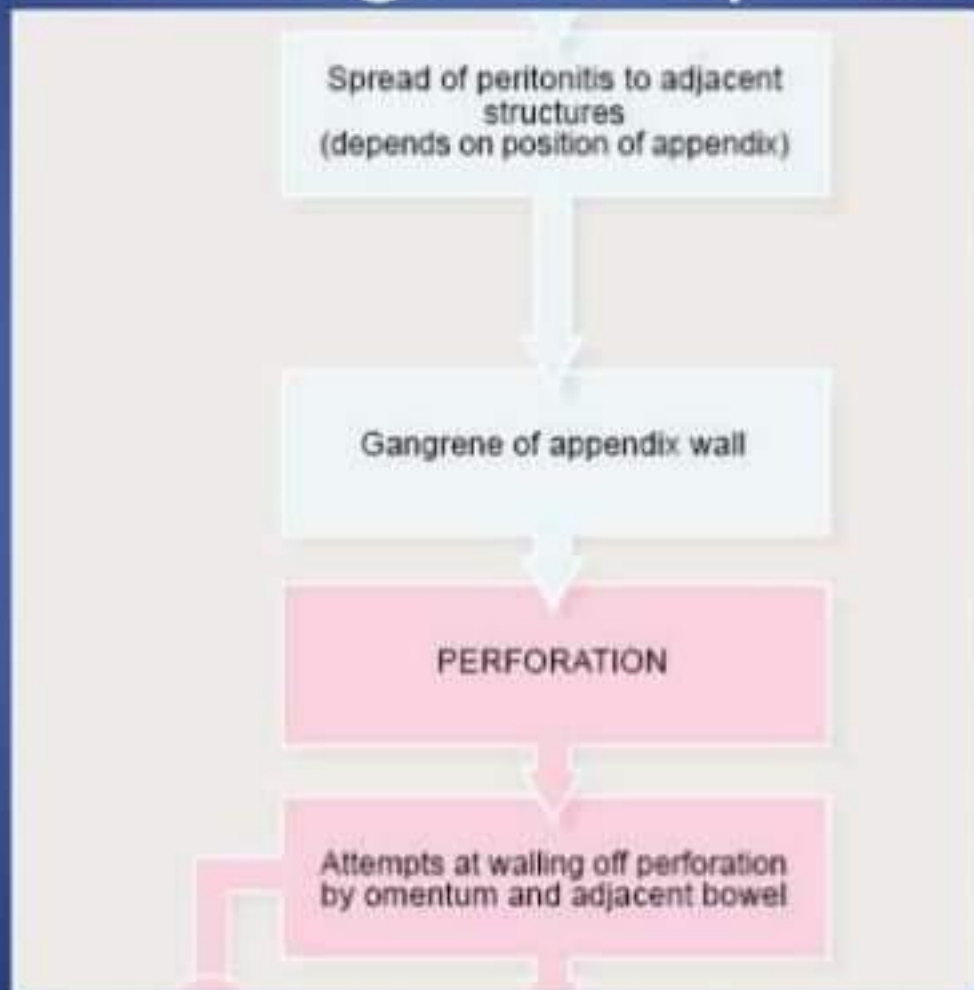 Spread of peritonitis to adjacent
structures
(depends on position of appendix)
Gangrene of appendix wall
PERFORATION
Attempts at walling off perforation
by omentum and adjacent bowel